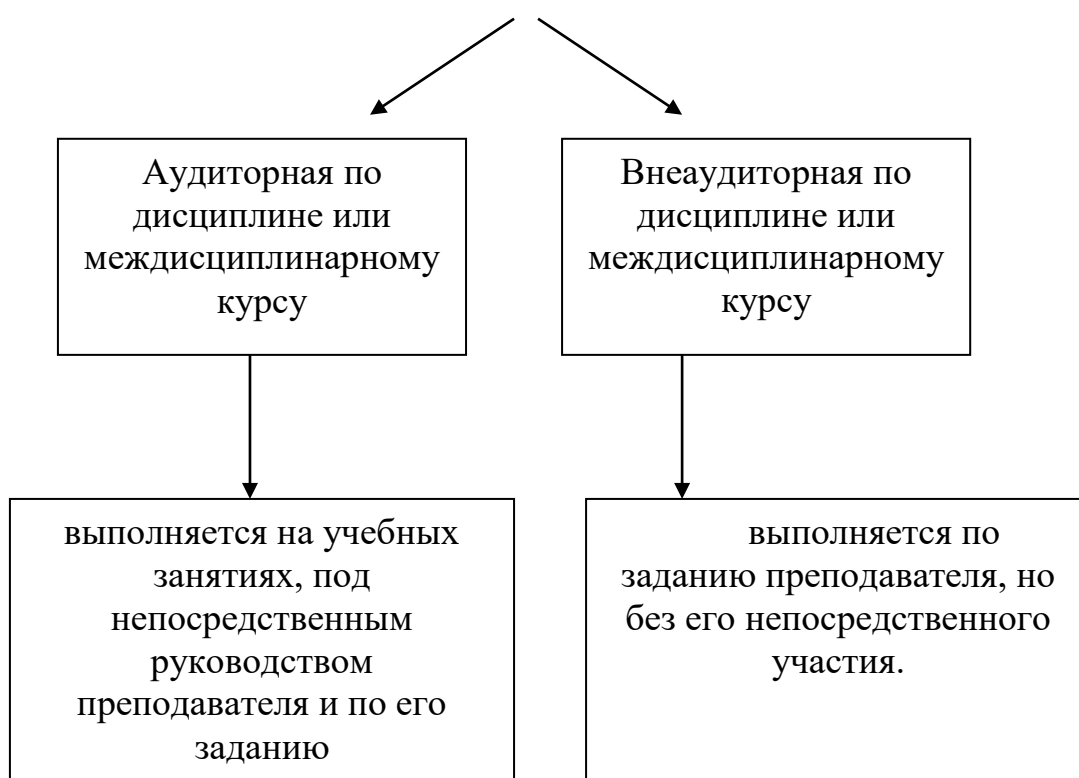 Аудиторная по
дисциплине или
междисциплинарному
курсу
Внеаудиторная по
дисциплине или
междисциплинарному
курсу
выполняется на учебных
занятиях, под
непосредственным
руководством
преподавателя и по его
заданию
выполняется по
заданию преподавателя, но
без его непосредственного
участия.